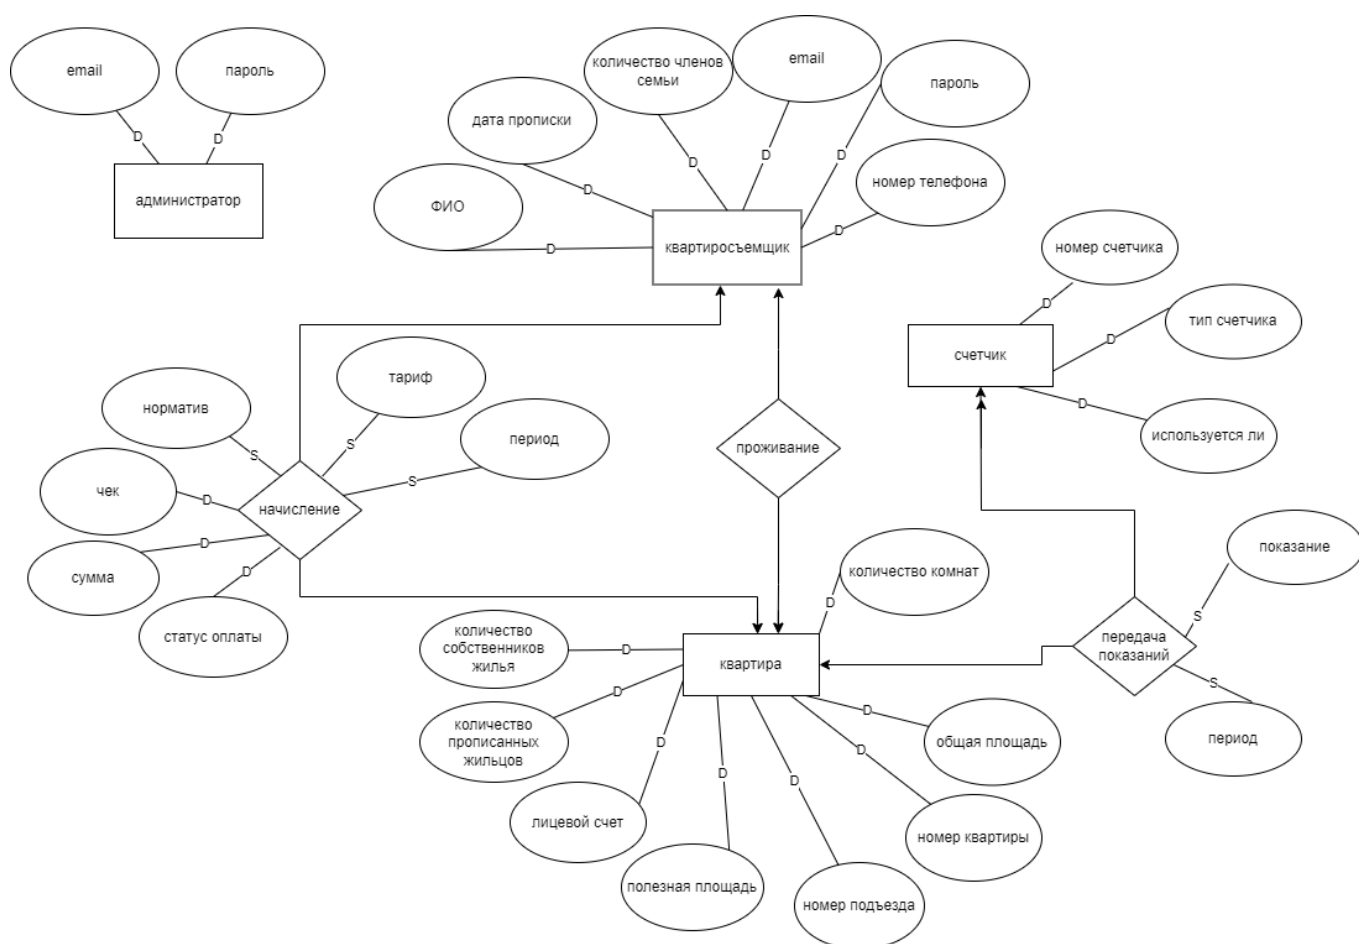 email
пароль
D
D
администратор
количество членов
семьи
email
пароль
дата прописки
номер телефона
ФИО
D
D
D
D
D
D
квартиросъемщик
номер счетчика
D
тип счетчика
D
счетчик
D
используется ли
тариф
норматив
период
S
S
S
чек
D
начисление
сумма
D
D
статус оплаты
проживание
показание
S
передача
показаний
S
период
количество комнат
D
количество
собственников
жилья
D
квартира
количество
прописанных
жильцов
D
D
общая площадь
D
лицевой счет
D
D
D
номер квартиры
полезная площадь
номер подъезда